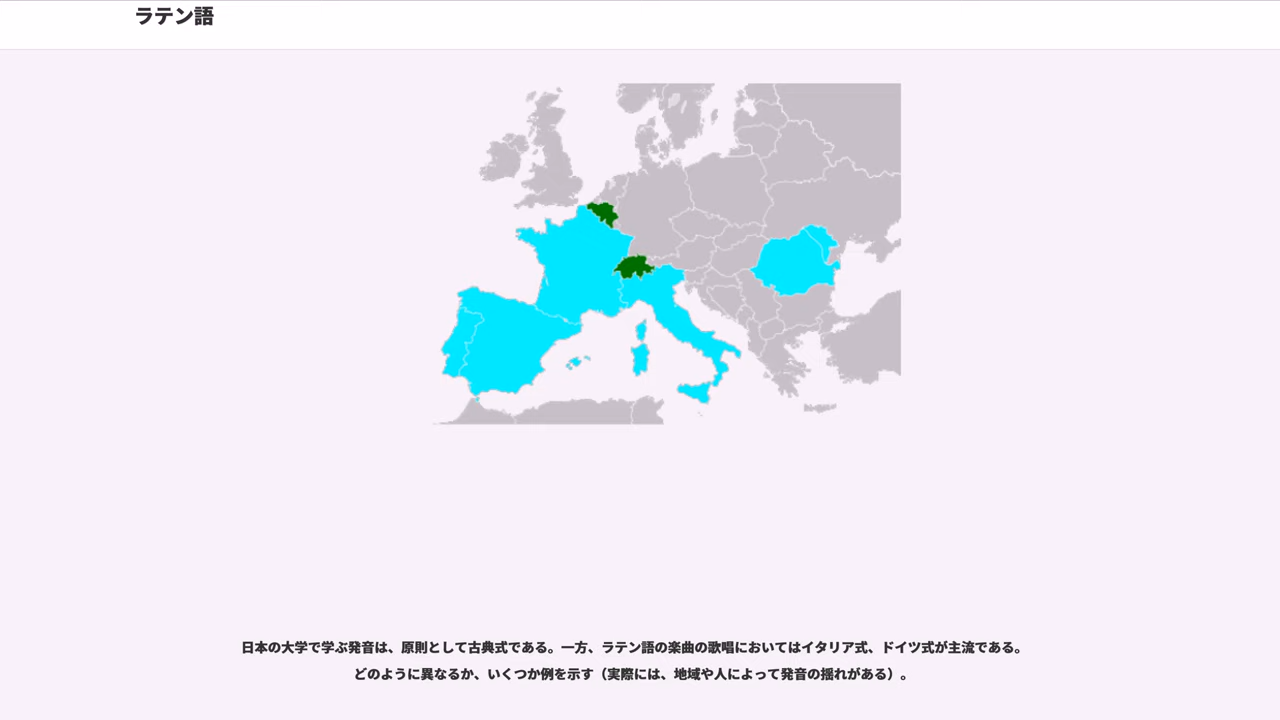 ラテン語
日本の大学で学ぶ発音は、原則として古典式である。一方、ラテン語の楽曲の歌唱においてはイタリア式、ドイツ式が主流である。
どのように異なるか、いくつか例を示す（実際には、地域や人によって発音の揺れがある）。